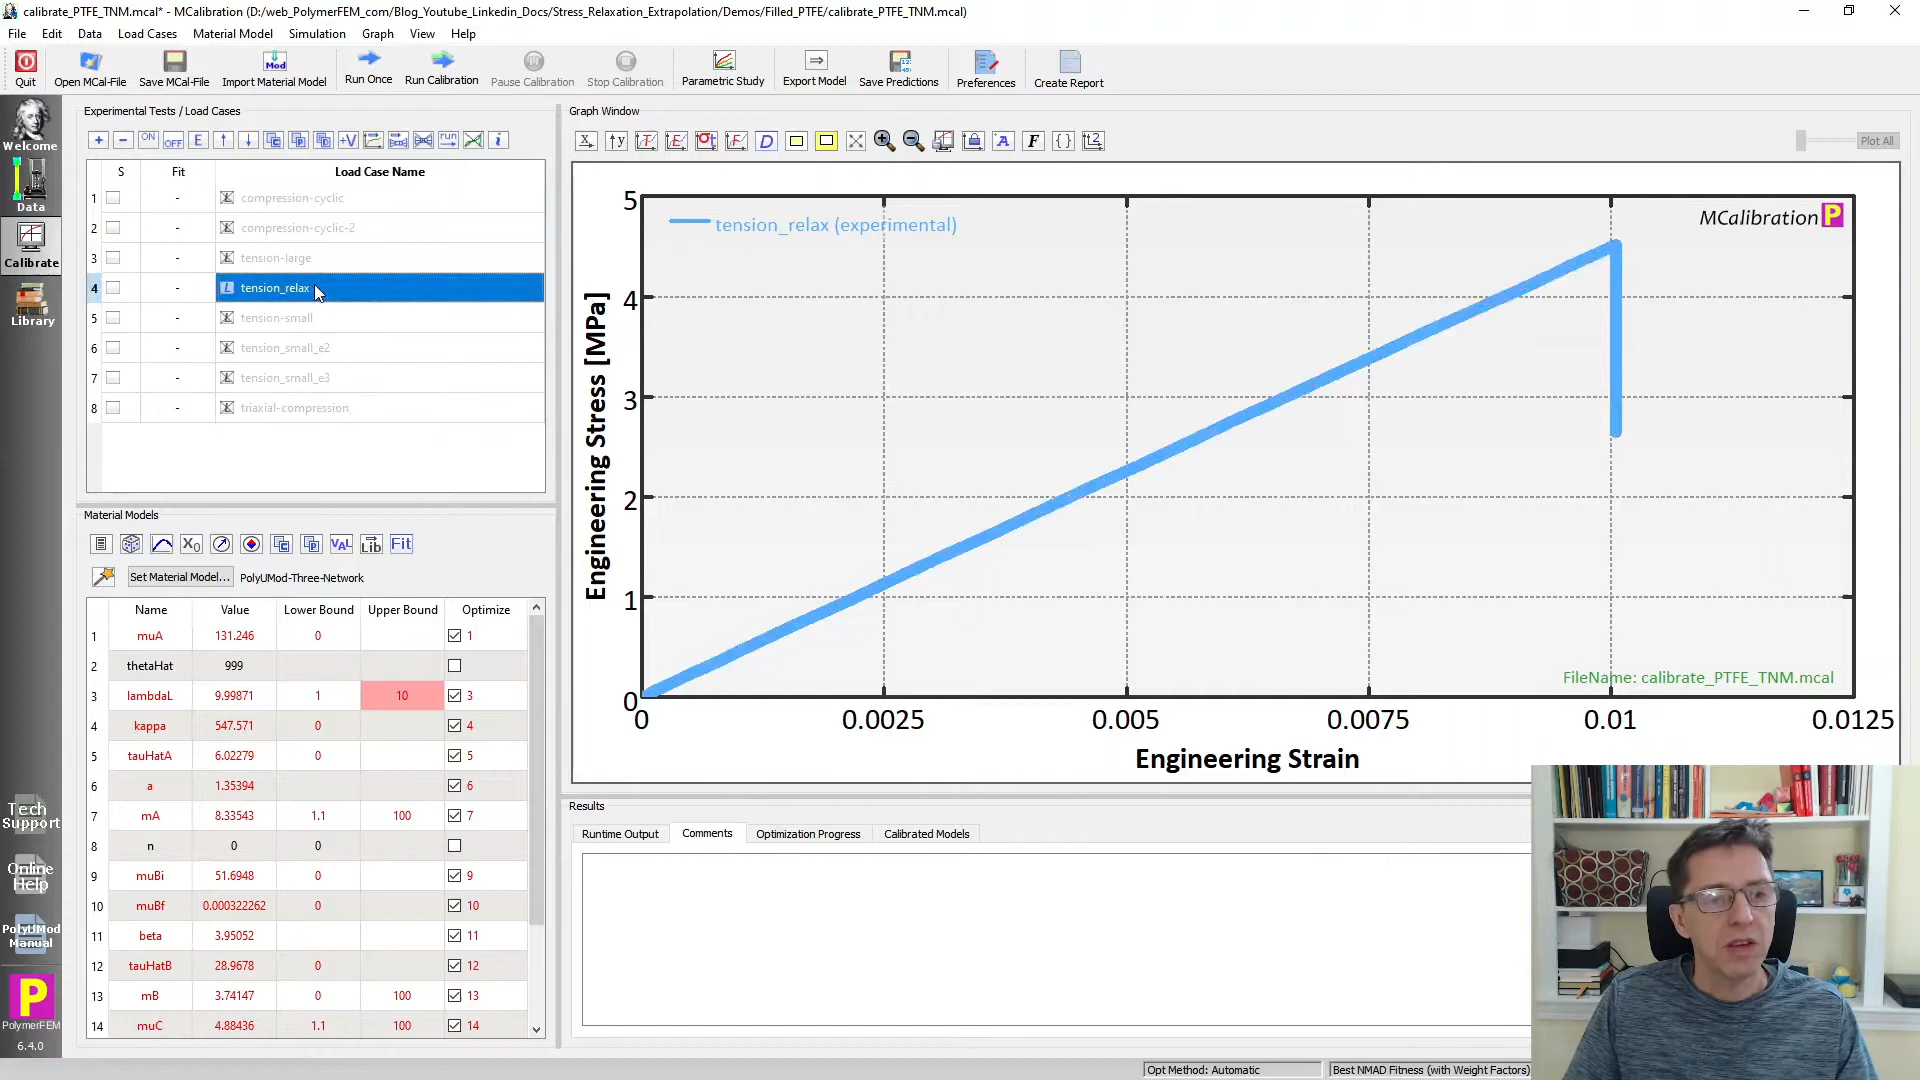 calibrate_PTFE_TNM.mcal* - MCalibration (D:/web_PolymerFEM_com/Blog_Youtube_Linkedin_Docs/Stress_Relaxation_Extrapolation/Demos/Filled_PTFE/calibrate_PTFE_TNM.mcal)
File Edit Data Load Cases Material Model Simulation Graph View Help
Quit Open MCal-File Save MCal-File Import Material Model Run Once Run Calibration Pause Calibration Stop Calibration Parametric Study Export Model Save Predictions Preferences Create Report
Welcome
Data
Calibrate
Library
Tech Support
Online Help
PolyUMod Manual
PolymerFEM
6.4.0
Experimental Tests / Load Cases
S Fit Load Case Name
1 - compression-cyclic
2 - compression-cyclic-2
3 - tension-large
4 - tension_relax
5 - tension-small
6 - tension_small_e2
7 - tension_small_e3
8 - triaxial-compression
Material Models
Set Material Model... PolyUMod-Three-Network
Name Value Lower Bound Upper Bound Optimize
1 muA 131.246 0 1
2 thetaHat 999
3 lambdaL 9.99871 1 10 3
4 kappa 547.571 0 4
5 tauHatA 6.02279 0 5
6 a 1.35394 6
7 mA 8.33543 1.1 100 7
8 n 0 0
9 muBi 51.6948 0 9
10 muBf 0.000322262 0 10
11 beta 3.95052 11
12 tauHatB 28.9678 0 12
13 mB 3.74147 0 100 13
14 muC 4.88436 1.1 100 14
Graph Window
Plot All
tension_relax (experimental)
MCalibration P
Engineering Stress [MPa]
5
4
3
2
1
0
FileName: calibrate_PTFE_TNM.mcal
0 0.0025 0.005 0.0075 0.01 0.0125
Engineering Strain
Results
Runtime Output Comments Optimization Progress Calibrated Models
Opt Method: Automatic Best NMAD Fitness (with Weight Factors)